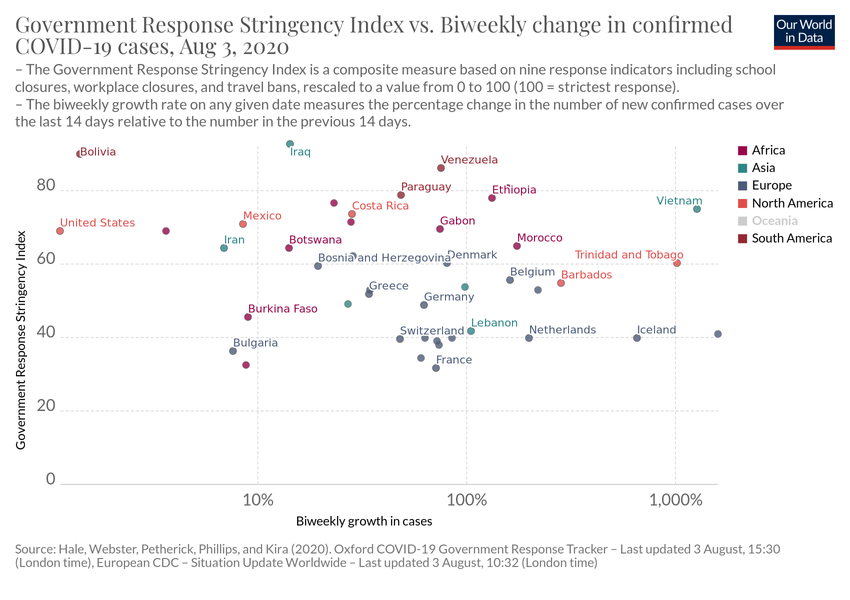 Government Response Stringency Index vs. Biweekly change in confirmed
COVID-19 cases, Aug 3, 2020
Our World
in Data
– The Government Response Stringency Index is a composite measure based on nine response indicators including school
closures, workplace closures, and travel bans, rescaled to a value from 0 to 100 (100 = strictest response).
– The biweekly growth rate on any given date measures the percentage change in the number of new confirmed cases over
the last 14 days relative to the number in the previous 14 days.
Africa
Asia
Europe
North America
Oceania
South America
Government Response Stringency Index
80
60
40
20
0
Bolivia
Iraq
Venezuela
Paraguay
Ethiopia
Vietnam
Costa Rica
Mexico
United States
Gabon
Iran
Botswana
Morocco
Bosnia and Herzegovina
Denmark
Trinidad and Tobago
Belgium
Barbados
Greece
Germany
Burkina Faso
Lebanon
Switzerland
Netherlands
Iceland
Bulgaria
France
10%
100%
1,000%
Biweekly growth in cases
Source: Hale, Webster, Petherick, Phillips, and Kira (2020). Oxford COVID-19 Government Response Tracker – Last updated 3 August, 15:30
(London time), European CDC – Situation Update Worldwide – Last updated 3 August, 10:32 (London time)